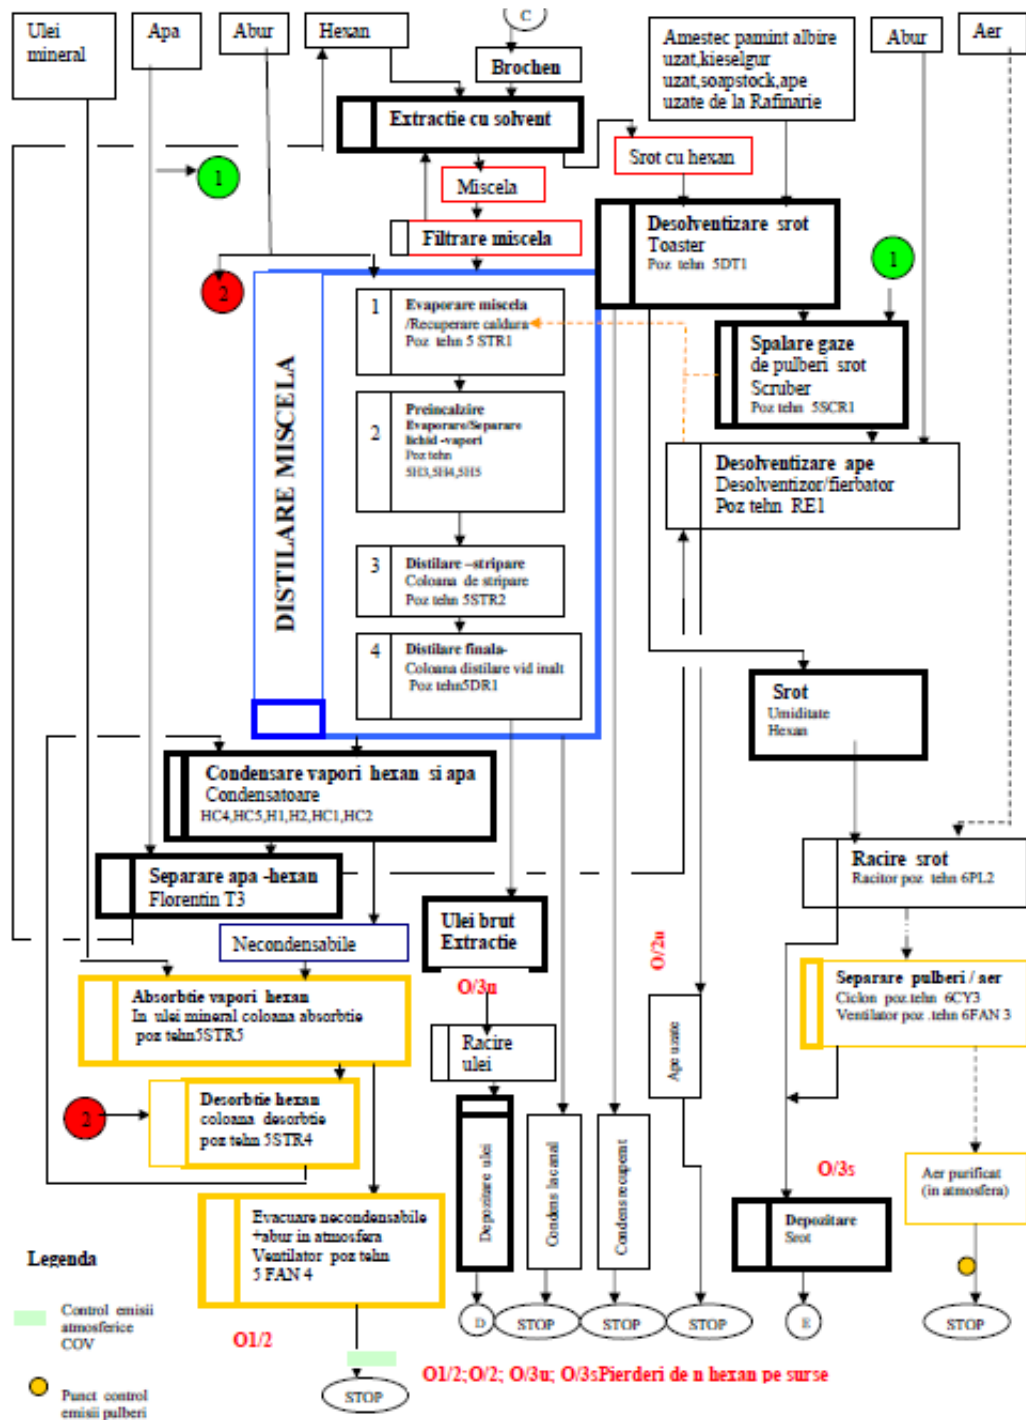 Ulei
mineral
Apa
Abur
Hexan
C
Brochen
Amestec pamint albire
uzat,kieselgur
uzat,soapstock,ape
uzate de la Rafinarie
Abur
Aer
Extractie cu solvent
Srot cu hexan
1
Miscela
Filtrare miscela
Desolventizare srot
Toaster
Poz tehn 5DT1
1
2
DISTILARE MISCELA
1
Evaporare miscela
/Recuperare caldura
Poz tehn 5 STR1
Spalare gaze
de pulberi srot
Scruber
Poz tehn 5SCR1
2
Preincalzire
Evaporare/Separare
lichid -vapori
Poz tehn
5H3,5H4,5H5
Desolventizare ape
Desolventizor/fierbator
Poz tehn RE1
3
Distilare –stripare
Coloana de stripare
Poz tehn 5STR2
4
Distilare finala-
Coloana distilare vid inalt
Poz tehn5DR1
Srot
Umiditate
Hexan
Condensare vapori hexan si apa
Condensatoare
HC4,HC5,H1,H2,HC1,HC2
Separare apa -hexan
Florentin T3
Racire srot
Racitor poz tehn 6PL2
Ulei brut
Extractie
Necondensabile
O/2u
O/3u
Absorbtie vapori hexan
In ulei mineral coloana absorbtie
poz tehn5STR5
Separare pulberi / aer
Ciclon poz.tehn 6CY3
Ventilator poz .tehn 6FAN 3
Racire
ulei
Ape uzate
Desorbtie hexan
coloana desorbtie
poz tehn 5STR4
2
Depozitare ulei
Condens la canal
Condens recuperat
O/3s
Aer purificat
(in atmosfera)
Evacuare necondensabile
+abur in atmosfera
Ventilator poz tehn
5 FAN 4
Depozitare
Srot
Legenda
Control emisii
atmosferice
COV
O1/2
D
STOP
STOP
STOP
E
STOP
O1/2;O/2; O/3u; O/3sPierderi de n hexan pe surse
STOP
Punct control
emisii pulberi